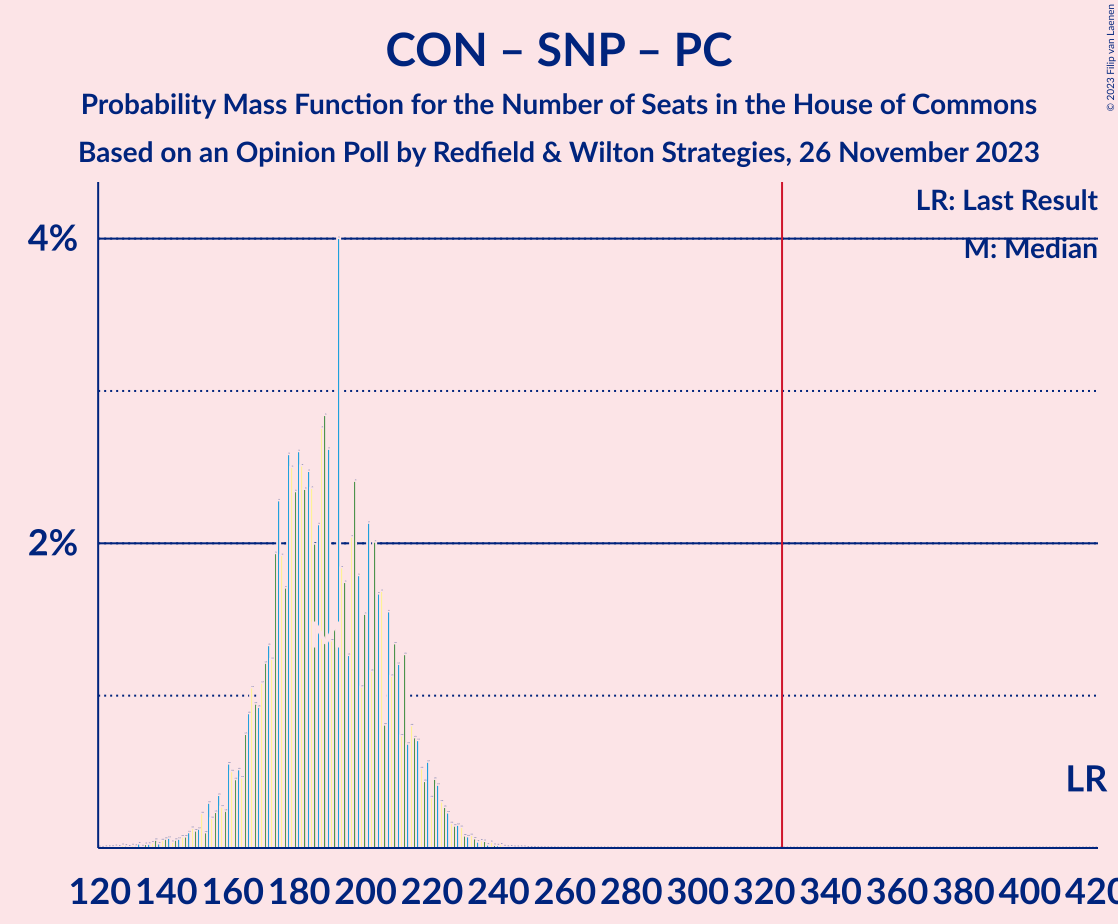 CON – SNP – PC
Probability Mass Function for the Number of Seats in the House of Commons
Based on an Opinion Poll by Redfield & Wilton Strategies, 26 November 2023
© 2023 Filip van Laenen
LR: Last Result
M: Median
4%
2%
LR
120 140 160 180 200 220 240 260 280 300 320 340 360 380 400 420